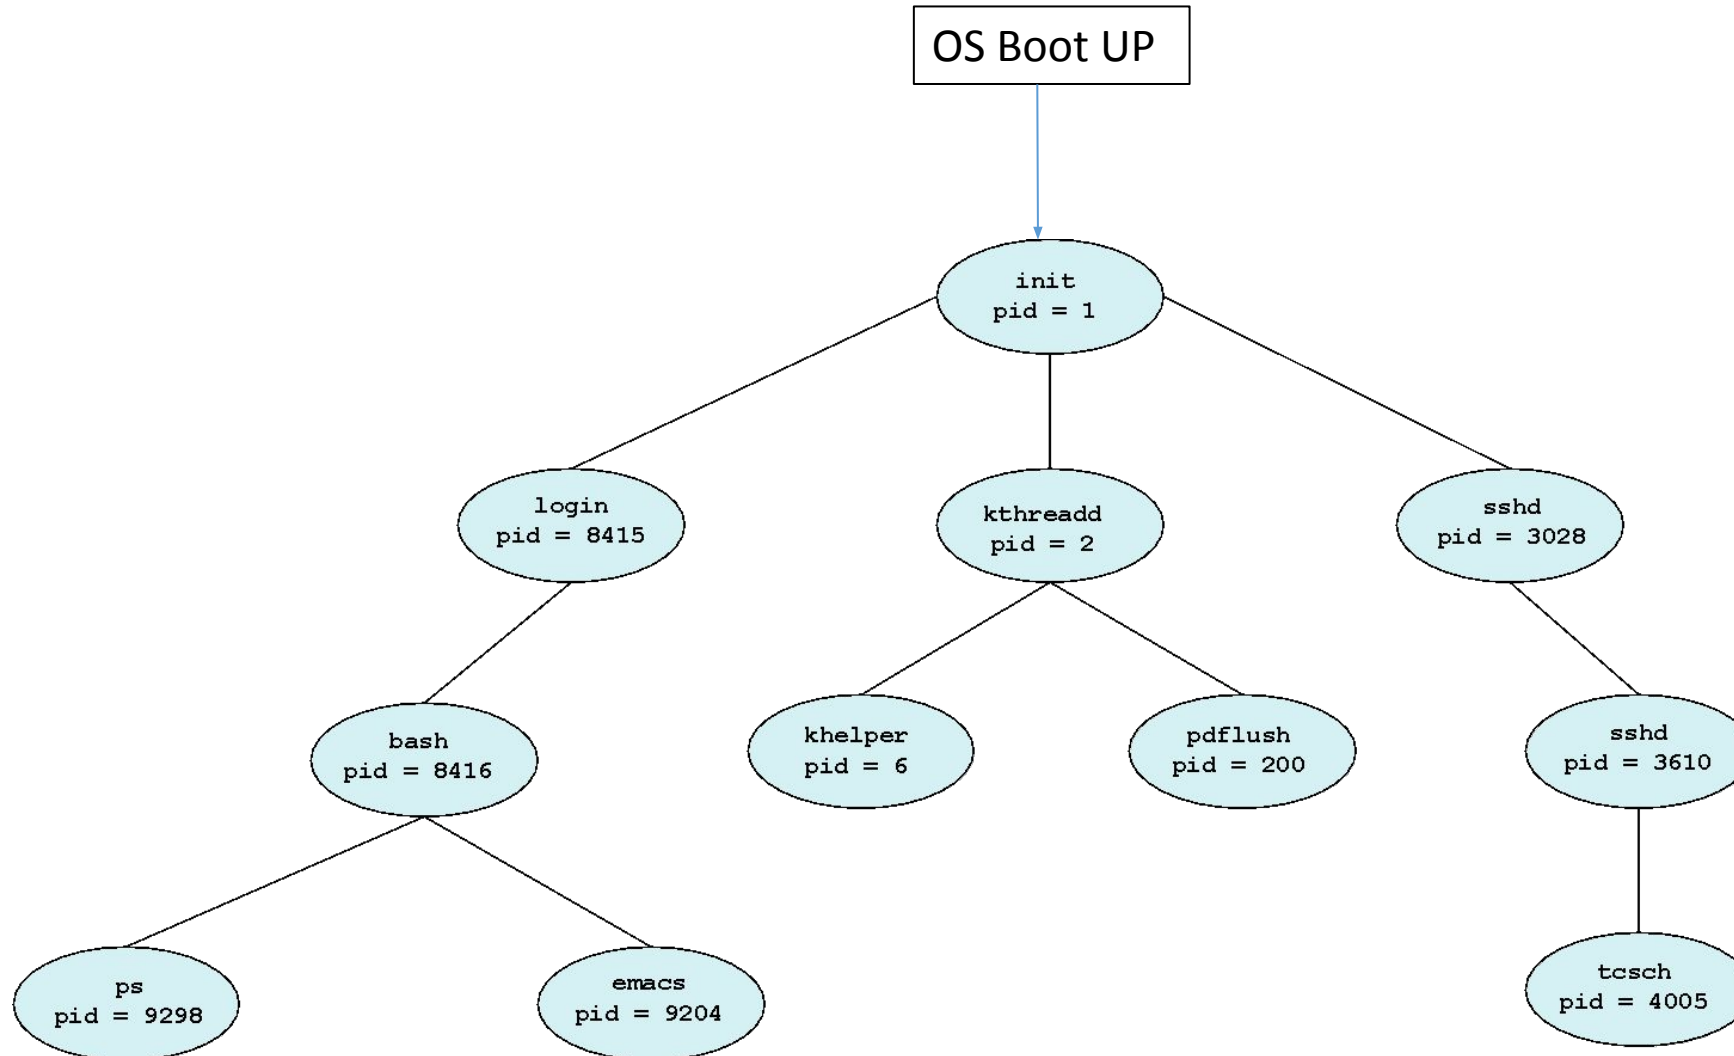 OS Boot UP
init
pid = 1
login
pid = 8415
kthreadd
pid = 2
sshd
pid = 3028
bash
pid = 8416
khelper
pid = 6
pdflush
pid = 200
sshd
pid = 3610
ps
pid = 9298
emacs
pid = 9204
tcsch
pid = 4005